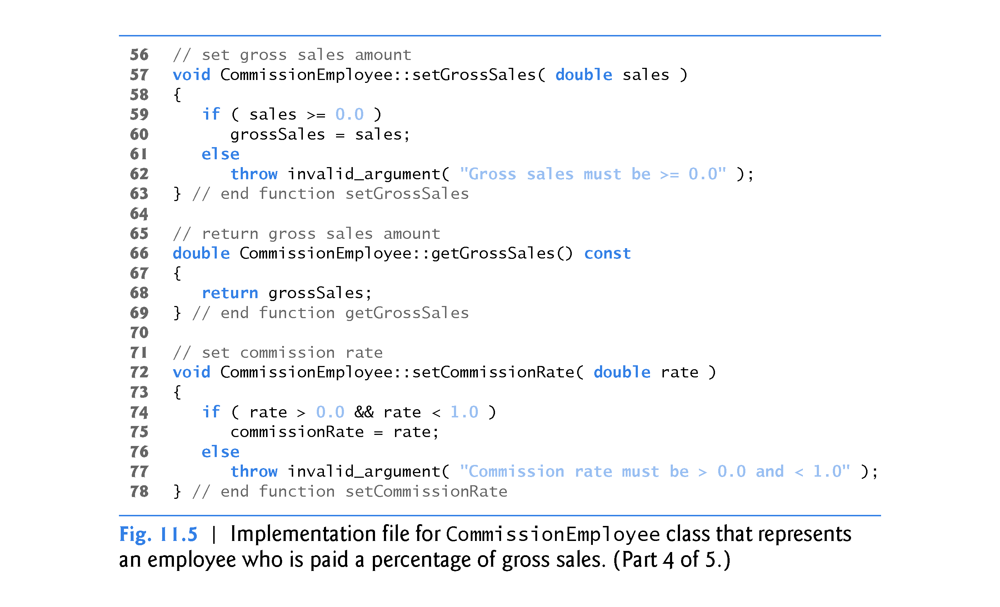 56 // set gross sales amount
57 void CommissionEmployee::setGrossSales( double sales )
58 {
59    if ( sales >= 0.0 )
60       grossSales = sales;
61    else
62       throw invalid_argument( "Gross sales must be >= 0.0" );
63 } // end function setGrossSales
64
65 // return gross sales amount
66 double CommissionEmployee::getGrossSales() const
67 {
68    return grossSales;
69 } // end function getGrossSales
70
71 // set commission rate
72 void CommissionEmployee::setCommissionRate( double rate )
73 {
74    if ( rate > 0.0 && rate < 1.0 )
75       commissionRate = rate;
76    else
77       throw invalid_argument( "Commission rate must be > 0.0 and < 1.0" );
78 } // end function setCommissionRate
Fig. 11.5 | Implementation file for CommissionEmployee class that represents
an employee who is paid a percentage of gross sales. (Part 4 of 5.)